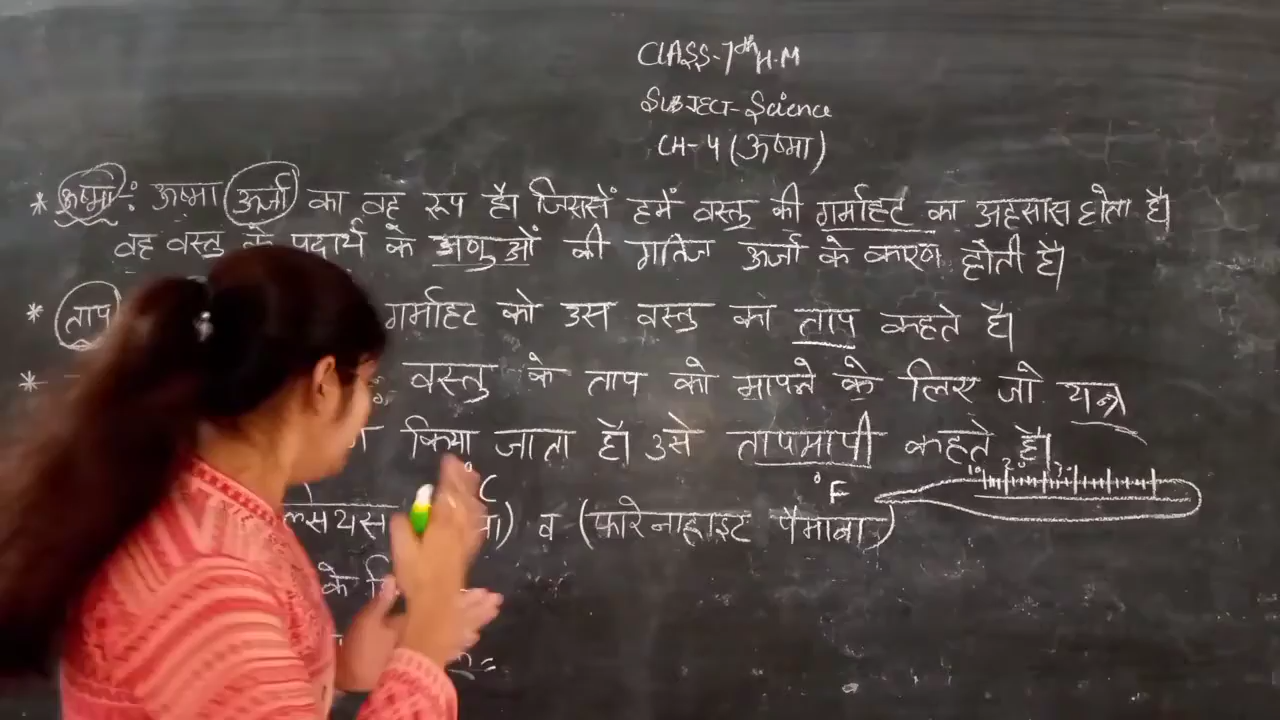 CLASS-7th H.M
SUBJECT-Science
CH-4 (ऊष्मा)
* ऊष्मा: ऊष्मा ऊर्जा का वह रूप है। जिससें हमें वस्तु की गर्माहट का अहसास होता है।
वह वस्तु के पदार्थ के अणुओं की गतिज ऊर्जा के कारण होती है।
* ताप गर्माहट को उस वस्तु का ताप कहते है।
* वस्तु के ताप को मापने के लिए जो यन्त्र
किया जाता है। उसे तापमापी कहते है।
°C °F
व (फारेनाहाइट पैमाना)
के